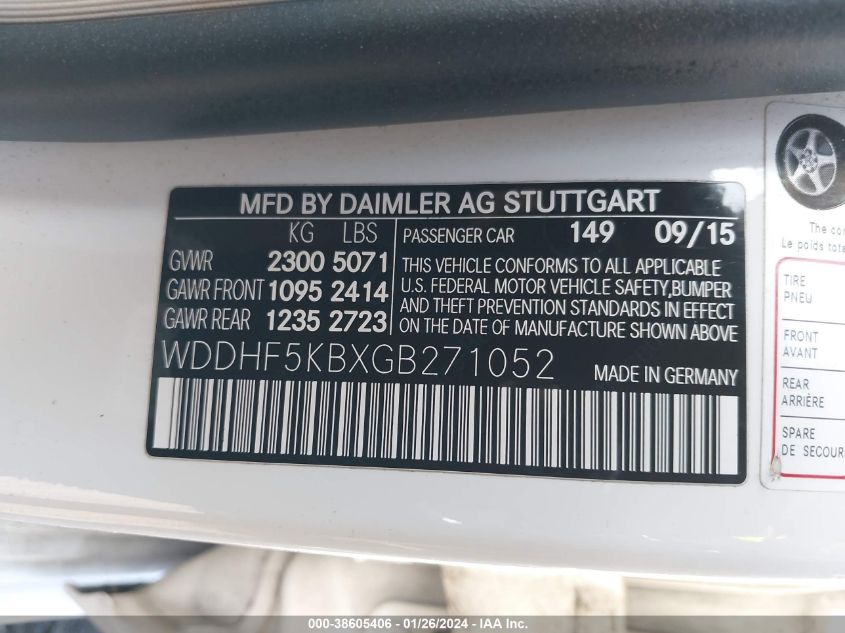 MFD BY DAIMLER AG STUTTGART
KG LBS
GVWR 2300 5071
GAWR FRONT 1095 2414
GAWR REAR 1235 2723
PASSENGER CAR 149 09/15
THIS VEHICLE CONFORMS TO ALL APPLICABLE
U.S. FEDERAL MOTOR VEHICLE SAFETY,BUMPER
AND THEFT PREVENTION STANDARDS IN EFFECT
ON THE DATE OF MANUFACTURE SHOWN ABOVE
WDDHF5KBXGB271052
MADE IN GERMANY
The
Le poids
TIRE
PNEU
FRONT
AVANT
REAR
ARRIÈRE
SPARE
DE
000-38605406 - 01/26/2024 - IAA Inc.